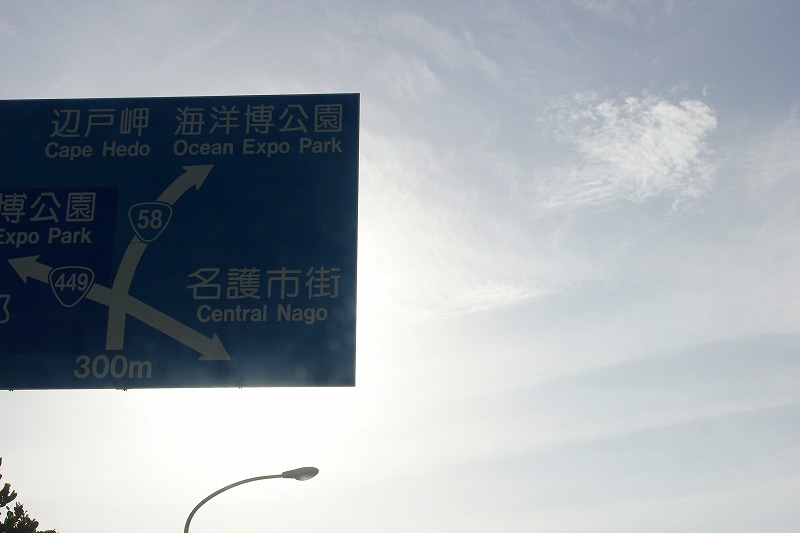 辺戸岬 海洋博公園
Cape Hedo Ocean Expo Park
58
博公園
Expo Park
449
名護市街
Central Nago
300m